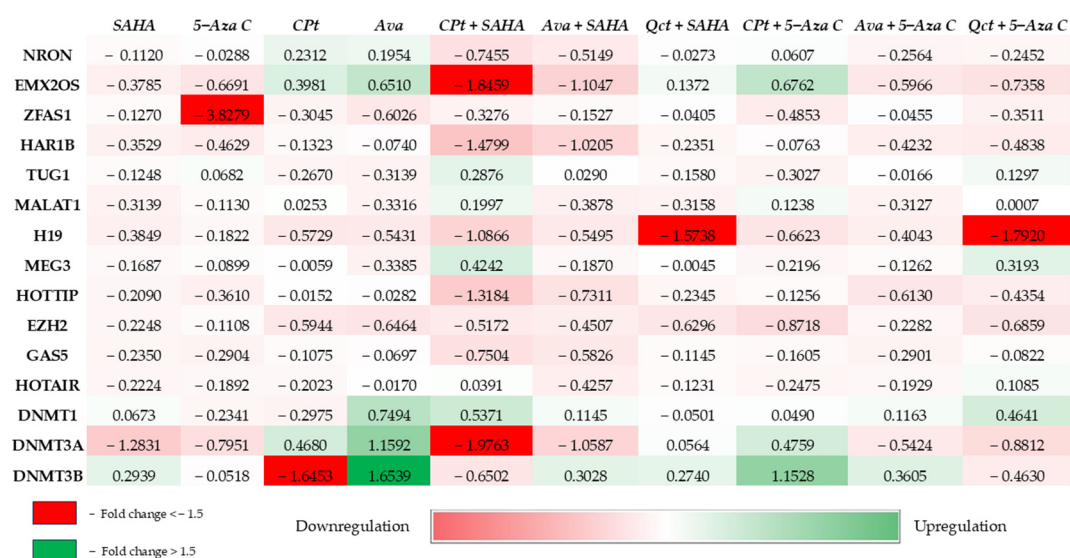 SAHA 5–Aza C CPt Ava CPt + SAHA Ava + SAHA Qct + SAHA CPt + 5–Aza C Ava + 5–Aza C Qct + 5–Aza C
NRON – 0.1120 – 0.0288 0.2312 0.1954 – 0.7455 – 0.5149 – 0.0273 0.0607 – 0.2564 – 0.2452
EMX2OS – 0.3785 – 0.6691 0.3981 0.6510 – 1.8459 – 1.1047 0.1372 0.6762 – 0.5966 – 0.7358
ZFAS1 – 0.1270 – 3.8279 – 0.3045 – 0.6026 – 0.3276 – 0.1527 – 0.0405 – 0.4853 – 0.0455 – 0.3511
HAR1B – 0.3529 – 0.4629 – 0.1323 – 0.0740 – 1.4799 – 1.0205 – 0.2351 – 0.0763 – 0.4232 – 0.4838
TUG1 – 0.1248 0.0682 – 0.2670 – 0.3139 0.2876 0.0290 – 0.1580 – 0.3027 – 0.0166 0.1297
MALAT1 – 0.3139 – 0.1130 0.0253 – 0.3316 0.1997 – 0.3878 – 0.3158 0.1238 – 0.3127 0.0007
H19 – 0.3849 – 0.1822 – 0.5729 – 0.5431 – 1.0866 – 0.5495 – 1.5738 – 0.6623 – 0.4043 – 1.7920
MEG3 – 0.1687 – 0.0899 – 0.0059 – 0.3385 0.4242 – 0.1870 – 0.0045 – 0.2196 – 0.1262 0.3193
HOTTIP – 0.2090 – 0.3610 – 0.0152 – 0.0282 – 1.3184 – 0.7311 – 0.2345 – 0.1256 – 0.6130 – 0.4354
EZH2 – 0.2248 – 0.1108 – 0.5944 – 0.6464 – 0.5172 – 0.4507 – 0.6296 – 0.8718 – 0.2282 – 0.6859
GAS5 – 0.2350 – 0.2904 – 0.1075 – 0.0697 – 0.7504 – 0.5826 – 0.1145 – 0.1605 – 0.2901 – 0.0822
HOTAIR – 0.2224 – 0.1892 – 0.2023 – 0.0170 0.0391 – 0.4257 – 0.1231 – 0.2475 – 0.1929 0.1085
DNMT1 0.0673 – 0.2341 – 0.2975 0.7494 0.5371 0.1145 – 0.0501 0.0490 0.1163 0.4641
DNMT3A – 1.2831 – 0.7951 0.4680 1.1592 – 1.9763 – 1.0587 0.0564 0.4759 – 0.5424 – 0.8812
DNMT3B 0.2939 – 0.0518 – 1.6453 1.6539 – 0.6502 0.3028 0.2740 1.1528 0.3605 – 0.4630
– Fold change < – 1.5
Downregulation Upregulation
– Fold change > 1.5